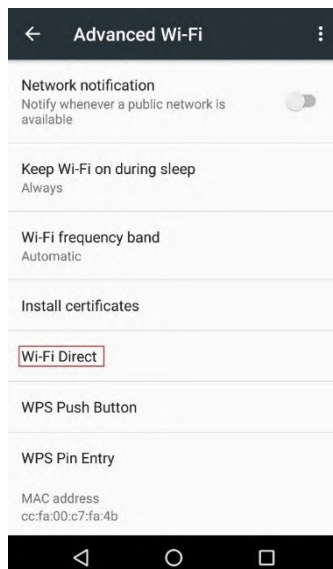 Advanced Wi-Fi
Network notification
Notify whenever a public network is
available
Keep Wi-Fi on during sleep
Always
Wi-Fi frequency band
Automatic
Install certificates
Wi-Fi Direct
WPS Push Button
WPS Pin Entry
MAC address
cc:fa:00:c7:fa:4b